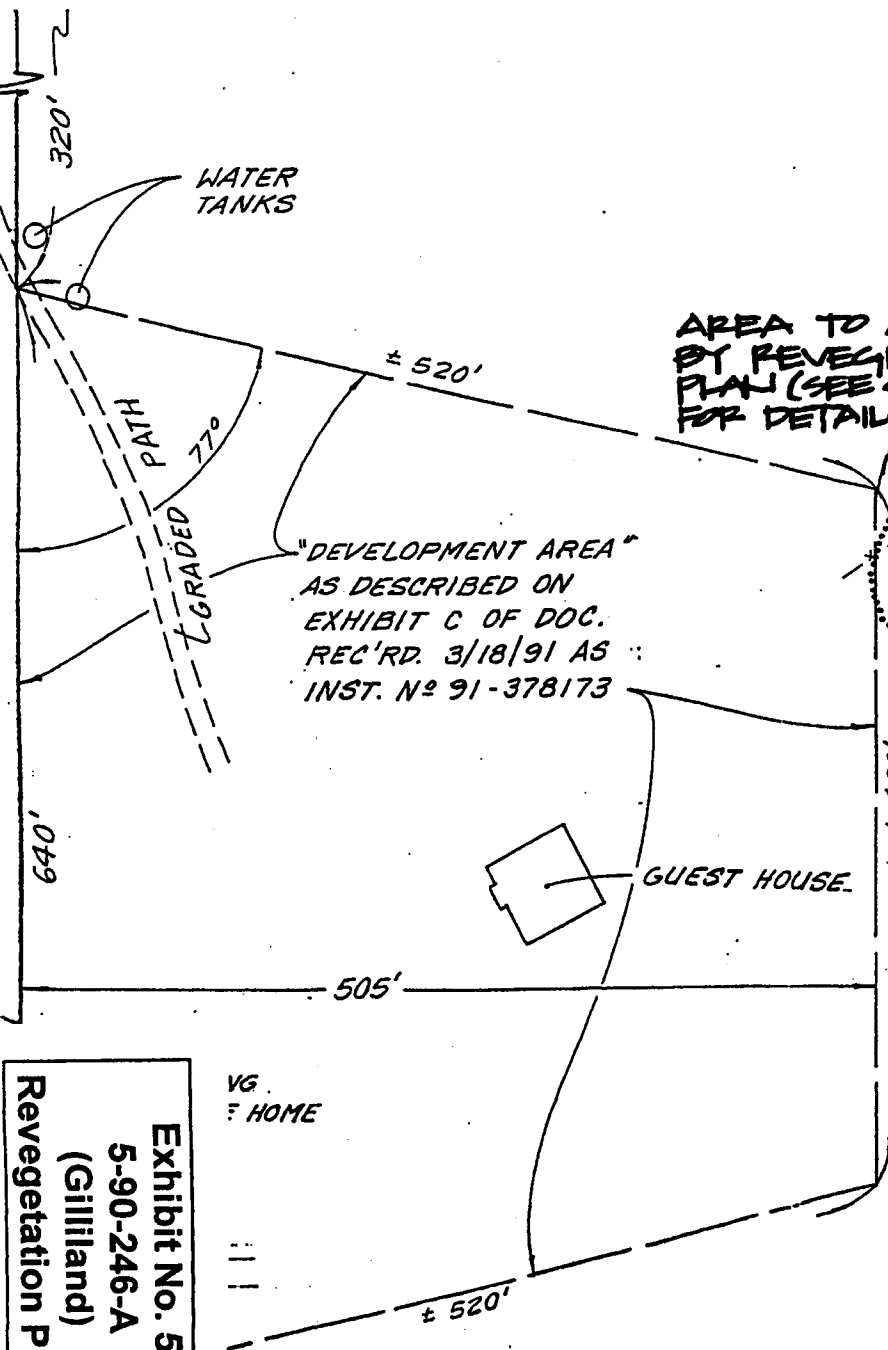 320'
WATER
TANKS
± 520'
AREA TO
BY
PLAN (SEE
FOR DETAIL
PATH
77°
GRADED
"DEVELOPMENT AREA"
AS DESCRIBED ON
EXHIBIT C OF DOC.
REC'RD. 3/18/91 AS
INST. Nº 91-378173
640'
GUEST HOUSE
505'
VG.
HOME
Exhibit No. 5
5-90-246-A
(Gilliland)
Revegetation P
± 520'